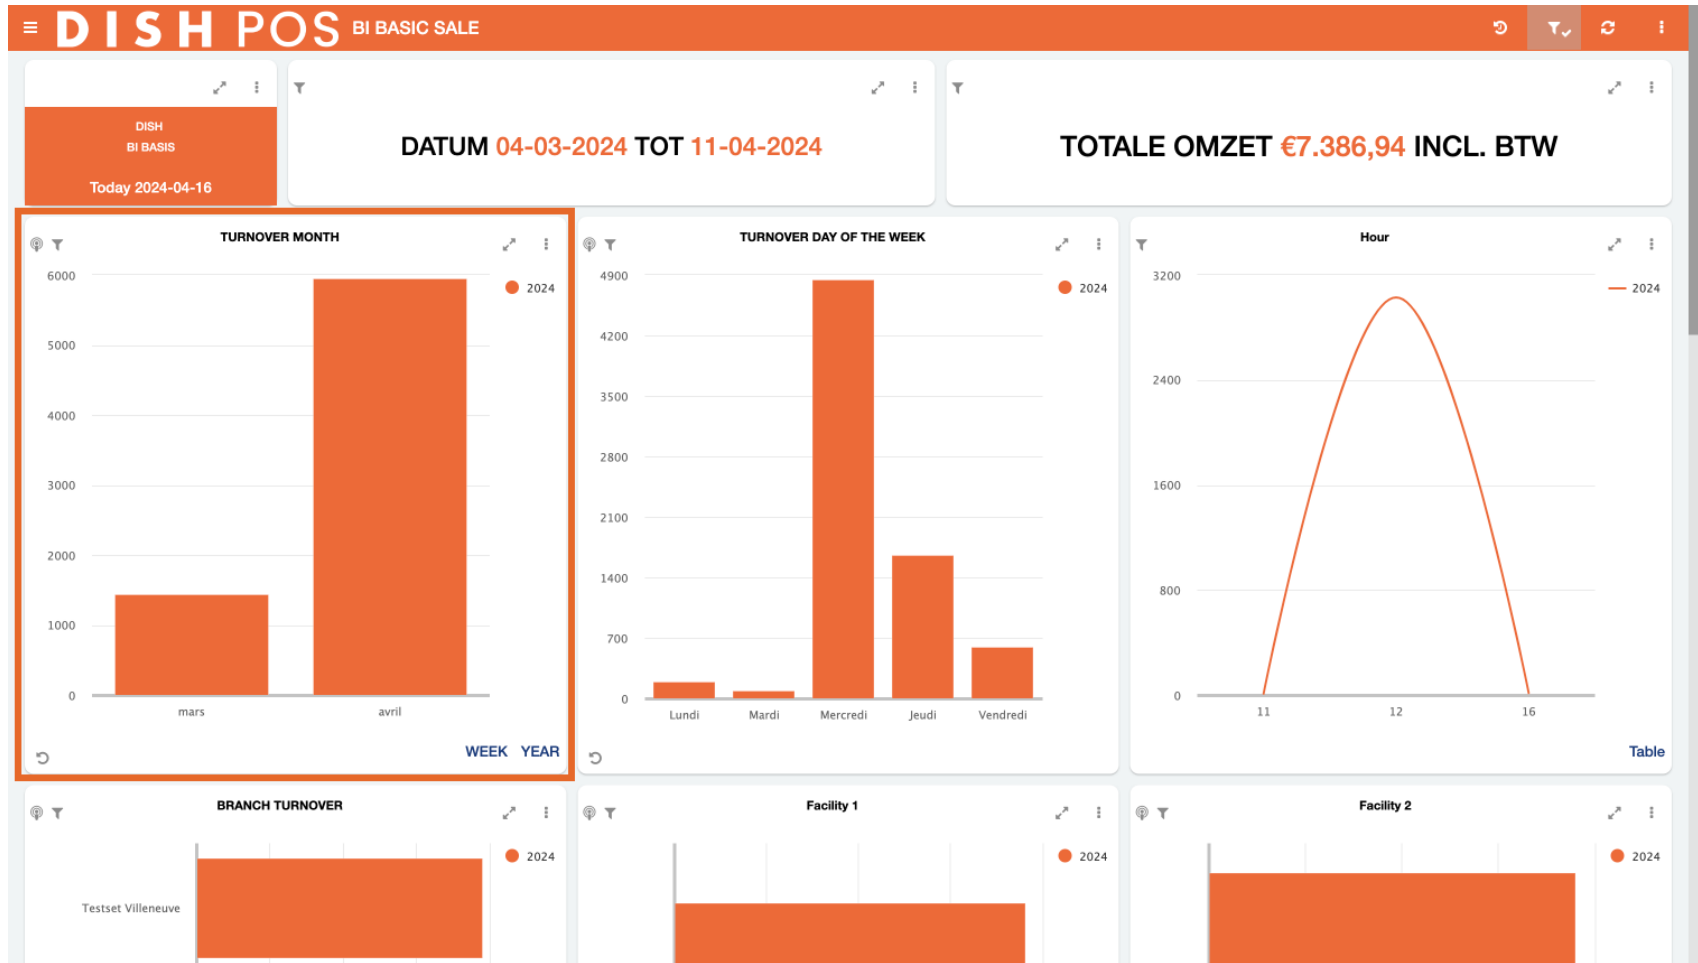 DISH POS BI BASIC SALE
DISH
BI BASIS
Today 2024-04-16
DATUM 04-03-2024 TOT 11-04-2024
TOTALE OMZET €7.386,94 INCL. BTW
TURNOVER MONTH
2024
6000
5000
4000
3000
2000
1000
0
mars avril
WEEK YEAR
TURNOVER DAY OF THE WEEK
2024
4900
4200
3500
2800
2100
1400
700
0
Lundi Mardi Mercredi Jeudi Vendredi
Hour
2024
3200
2400
1600
800
0
11 12 16
Table
BRANCH TURNOVER
2024
Testset Villeneuve
Facility 1
2024
Facility 2
2024